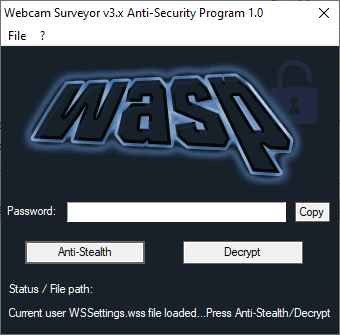 Webcam Surveyor v3.x Anti-Security Program 1.0
File ?
wasp
Password: Copy
Anti-Stealth Decrypt
Status / File path:
Current user WSSettings.wss file loaded...Press Anti-Stealth/Decrypt